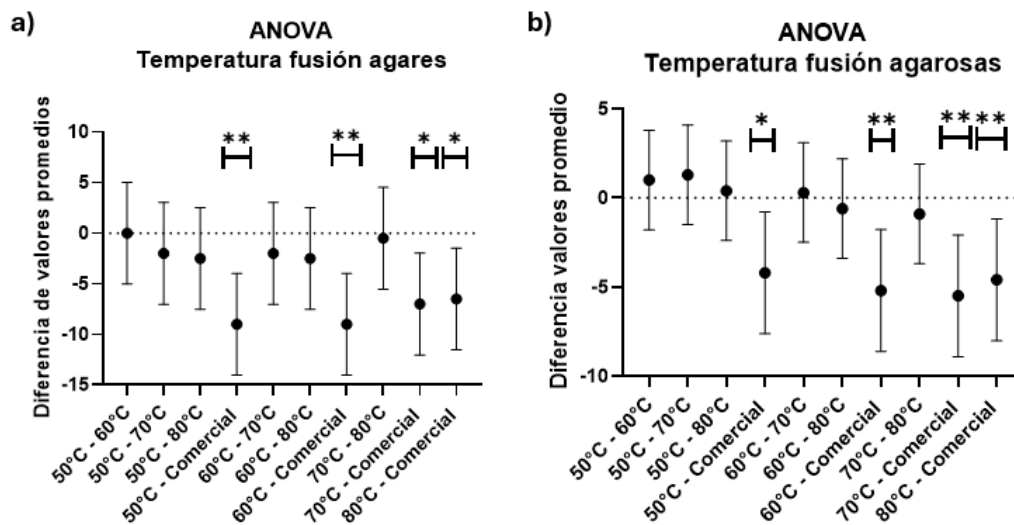 a)
ANOVA
Temperatura fusión agares
Diferencia de valores promedios
10
5
0
-5
-10
-15
**
**
*
*
50°C - 60°C
50°C - 70°C
50°C - 80°C
50°C - Comercial
60°C - 70°C
60°C - 80°C
60°C - Comercial
70°C - 80°C
70°C - Comercial
80°C - Comercial
b)
ANOVA
Temperatura fusión agarosas
Diferencia valores promedio
5
0
-5
-10
*
**
**
**
50°C - 60°C
50°C - 70°C
50°C - 80°C
50°C - Comercial
60°C - 70°C
60°C - 80°C
60°C - Comercial
70°C - 80°C
70°C - Comercial
80°C - Comercial